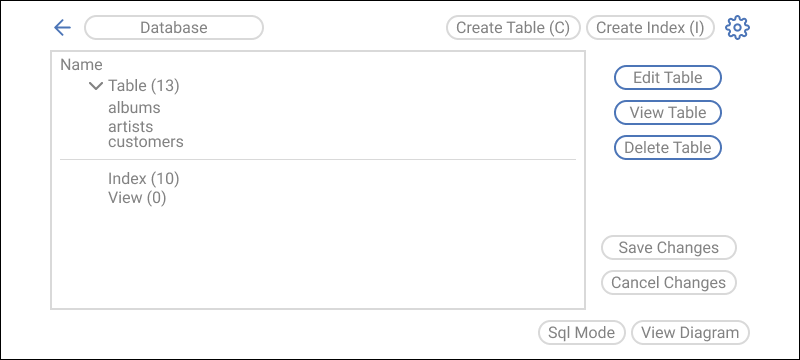 Database
Create Table (C)
Create Index (I)
Name
Table (13)
albums
artists
customers
Index (10)
View (0)
Edit Table
View Table
Delete Table
Save Changes
Cancel Changes
Sql Mode
View Diagram